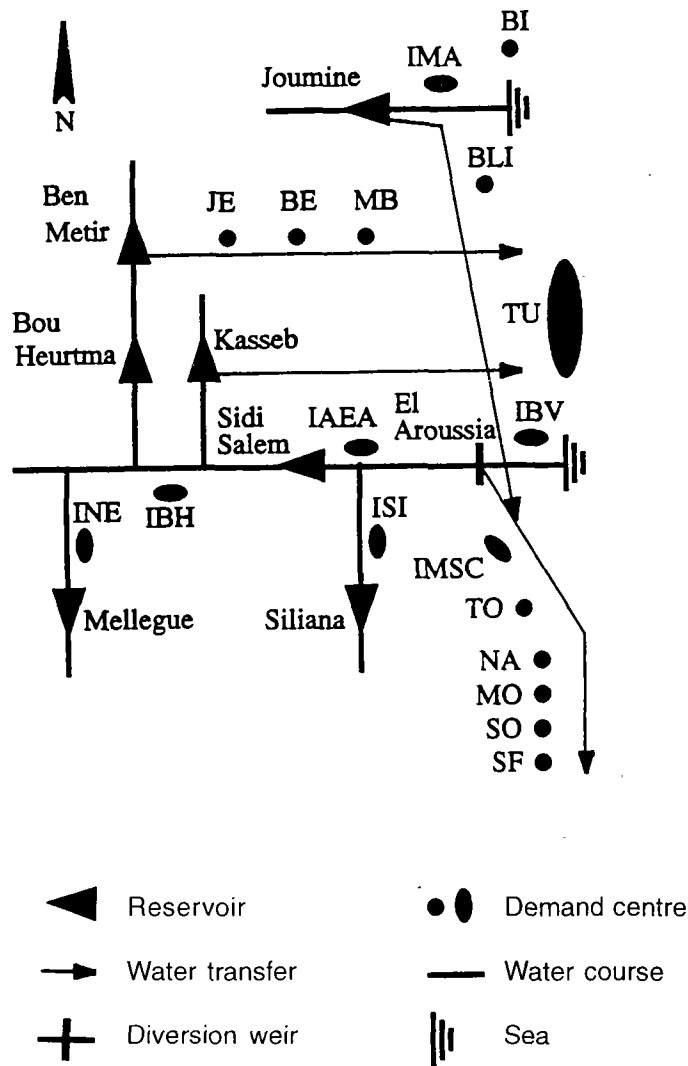 BI
IMA
Joumine
N
BLI
Ben
Metir
JE
BE
MB
TU
Bou
Heurtma
Kasseb
Sidi
Salem
IAEA
El
Aroussia
IBV
INE
IBH
ISI
IMSC
Mellegue
Siliana
TO
NA
MO
SO
SF
Reservoir
Demand centre
Water transfer
Water course
Diversion weir
Sea